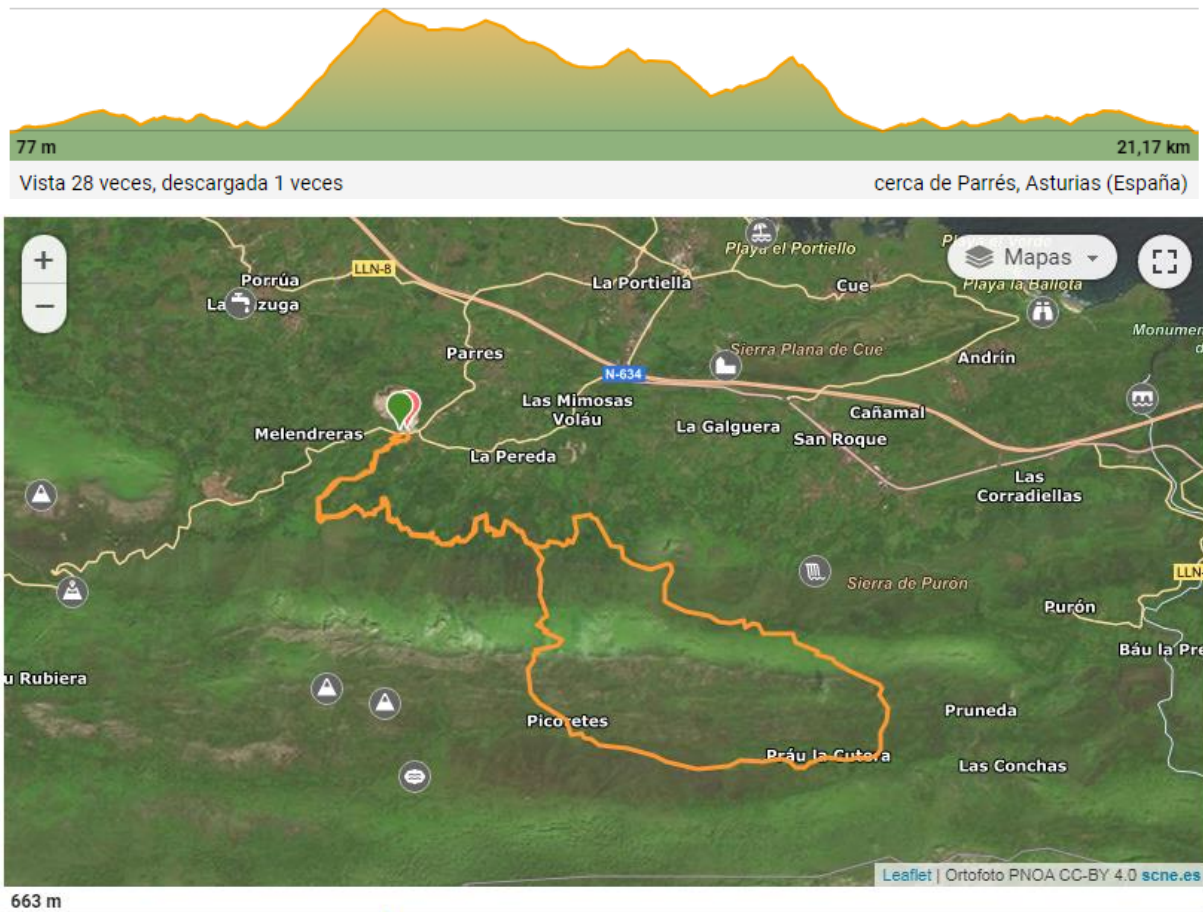 77 m
21,17 km
Vista 28 veces, descargada 1 veces
cerca de Parrés, Asturias (España)
+
−
Playa el Portiello
Mapas
Porrúa
LLN-8
La Portiella
Cue
Playa la Ballota
Parres
Sierra Plana de Cue
Andrín
N-634
Las Mimosas
Voláu
Cañamal
Melendreras
La Galguera
San Roque
La Pereda
Las
Corradiellas
Sierra de Purón
Purón
Picoretes
Pruneda
Práu la Cutera
Las Conchas
Leaflet | Ortofoto PNOA CC-BY 4.0 scne.es
663 m